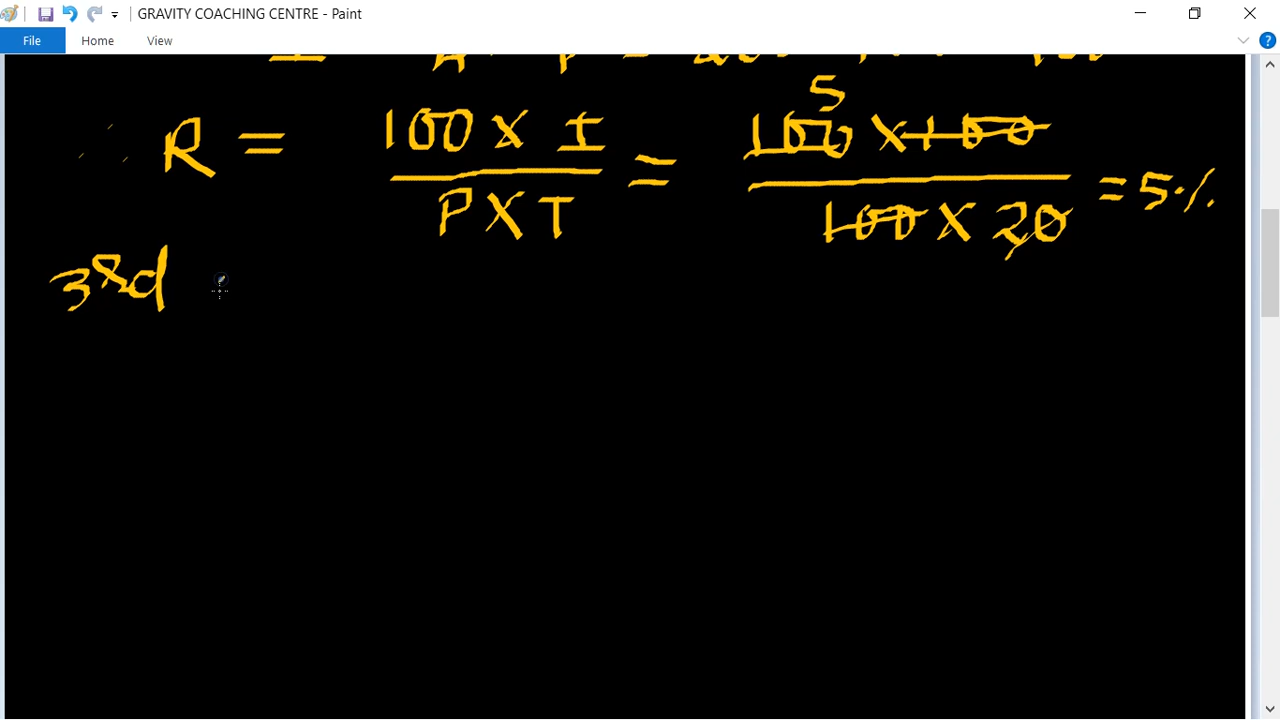 GRAVITY COACHING CENTRE - Paint
File Home View
5
R = 100 X I / P X T = 100 X 100 / 100 X 20 = 5%
3rd